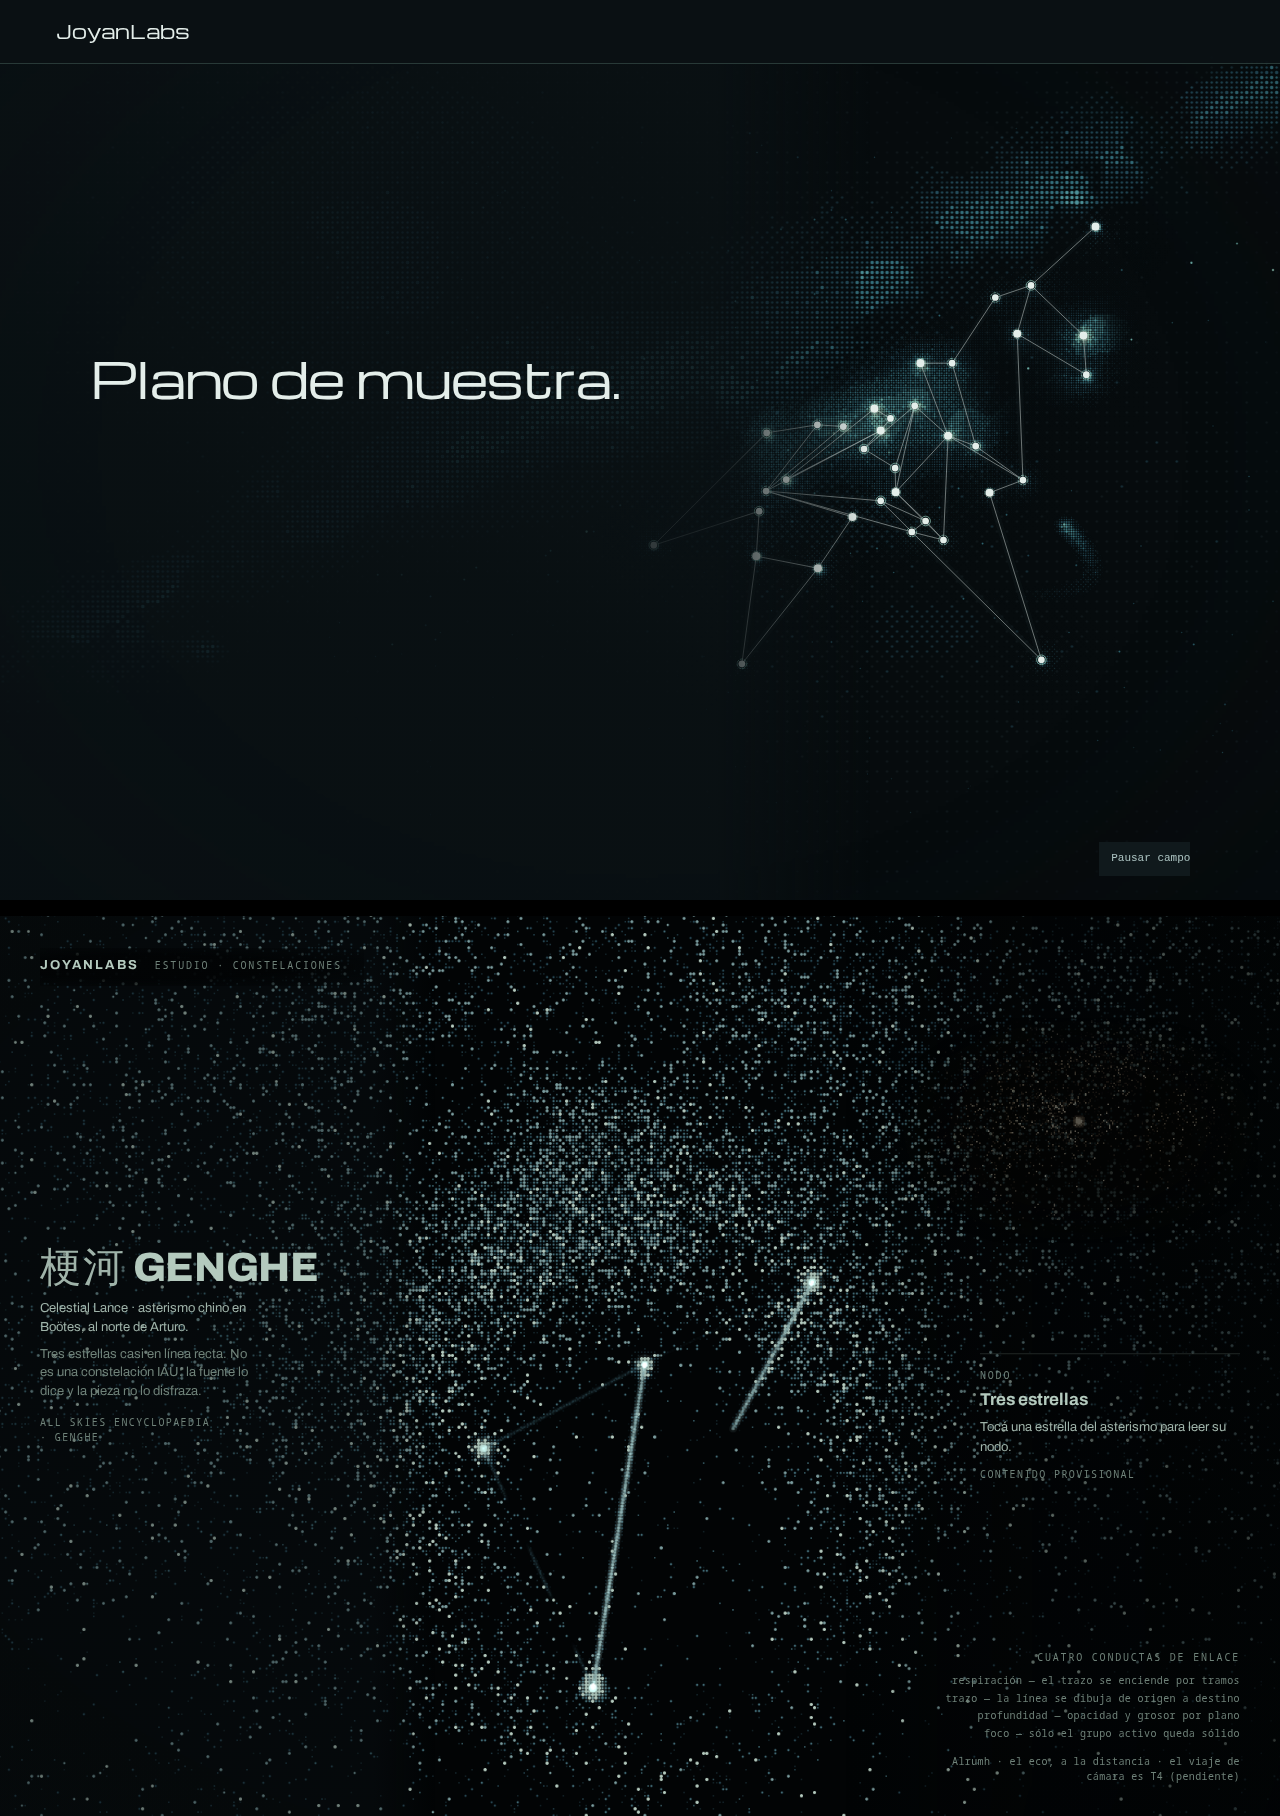 JoyanLabs
Plano de muestra.
Pausar campo
JOYANLABS ESTUDIO · CONSTELACIONES
梗河 GENGHE
Celestial Lance · asterismo chino en
Boötes, al norte de Arturo.
Tres estrellas casi en línea recta. No
es una constelación IAU: la fuente lo
dice y la pieza no lo disfraza.
ALL SKIES ENCYCLOPAEDIA
· GENGHE
NODO
Tres estrellas
Tocá una estrella del asterismo para leer su
nodo.
CONTENIDO PROVISIONAL
CUATRO CONDUCTAS DE ENLACE
respiración — el trazo se enciende por tramos
trazo — la línea se dibuja de origen a destino
profundidad — opacidad y grosor por plano
foco — sólo el grupo activo queda sólido
Alrumh · el eco, a la distancia · el viaje de
cámara es T4 (pendiente)